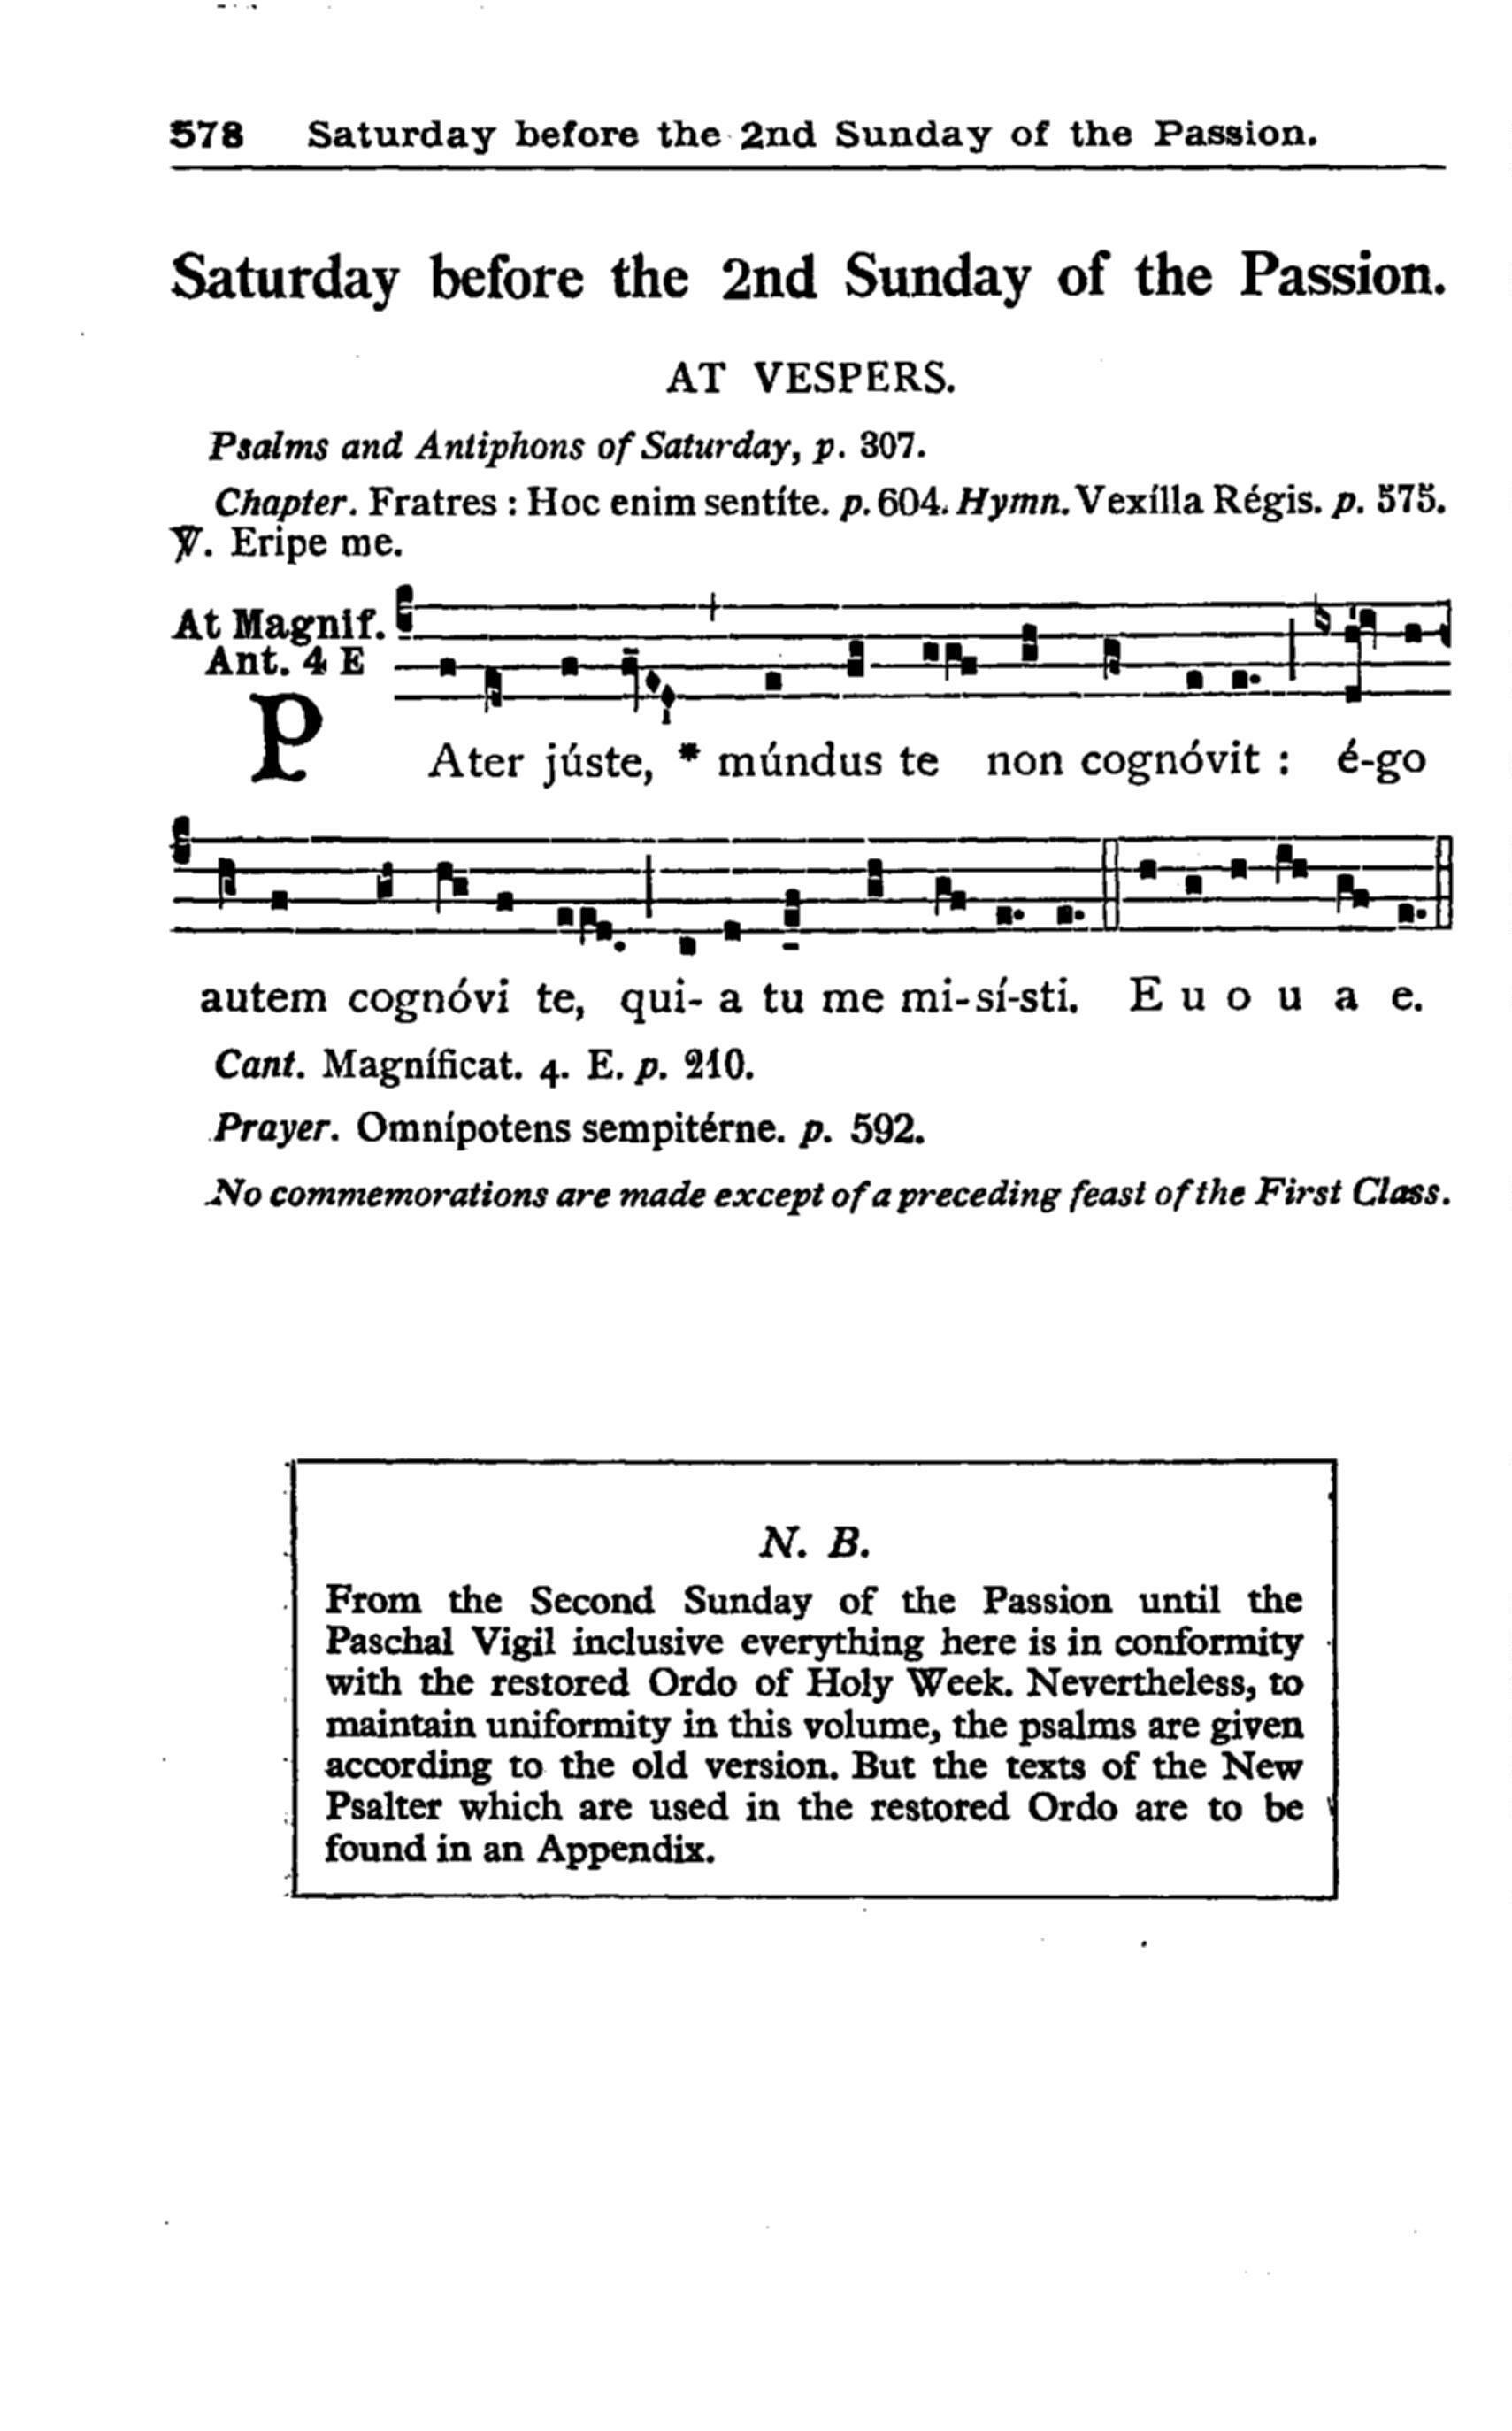 578 Saturday before the 2nd Sunday of the Passion.
Saturday before the 2nd Sunday of the Passion.
AT VESPERS.
Psalms and Antiphons of Saturday, p. 307.
Chapter. Fratres : Hoc enim sentíte. p. 604. Hymn. Vexílla Régis. p. 575.
℣. Eripe me.
At Magnif.
Ant. 4 E
PAter júste, * múndus te non cognóvit : é-go
autem cognóvi te, qui- a tu me mi-sí-sti. E u o u a e.
Cant. Magníficat. 4. E. p. 210.
Prayer. Omnípotens sempitérne. p. 592.
No commemorations are made except of a preceding feast of the First Class.
N. B.
From the Second Sunday of the Passion until the
Paschal Vigil inclusive everything here is in conformity
with the restored Ordo of Holy Week. Nevertheless, to
maintain uniformity in this volume, the psalms are given
according to the old version. But the texts of the New
Psalter which are used in the restored Ordo are to be
found in an Appendix.